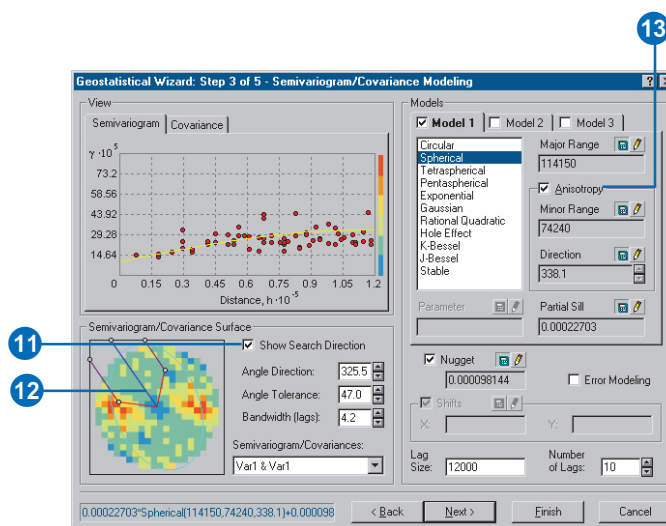 13
Geostatistical Wizard: Step 3 of 5 - Semivariogram/Covariance Modeling
View
Semivariogram
Covariance
γ·10⁵
73.2
58.56
43.92
29.28
14.64
0 0.15 0.3 0.45 0.6 0.75 0.9 1.05 1.2
Distance, h·10⁻⁵
Semivariogram/Covariance Surface
11
Show Search Direction
12
Angle Direction: 325.5
Angle Tolerance: 47.0
Bandwidth (lags): 4.2
Semivariogram/Covariances:
Var1 & Var1
Models
Model 1 Model 2 Model 3
Circular
Spherical
Tetraspherical
Pentaspherical
Exponential
Gaussian
Rational Quadratic
Hole Effect
K-Bessel
J-Bessel
Stable
Major Range
114150
Anisotropy
Minor Range
74240
Direction
338.1
Parameter
Partial Sill
0.00022703
Nugget
0.000098144
Error Modeling
Shifts
X: Y:
Lag Size: 12000
Number of Lags: 10
0.00022703*Spherical(114150,74240,338.1)+0.000098
< Back Next > Finish Cancel